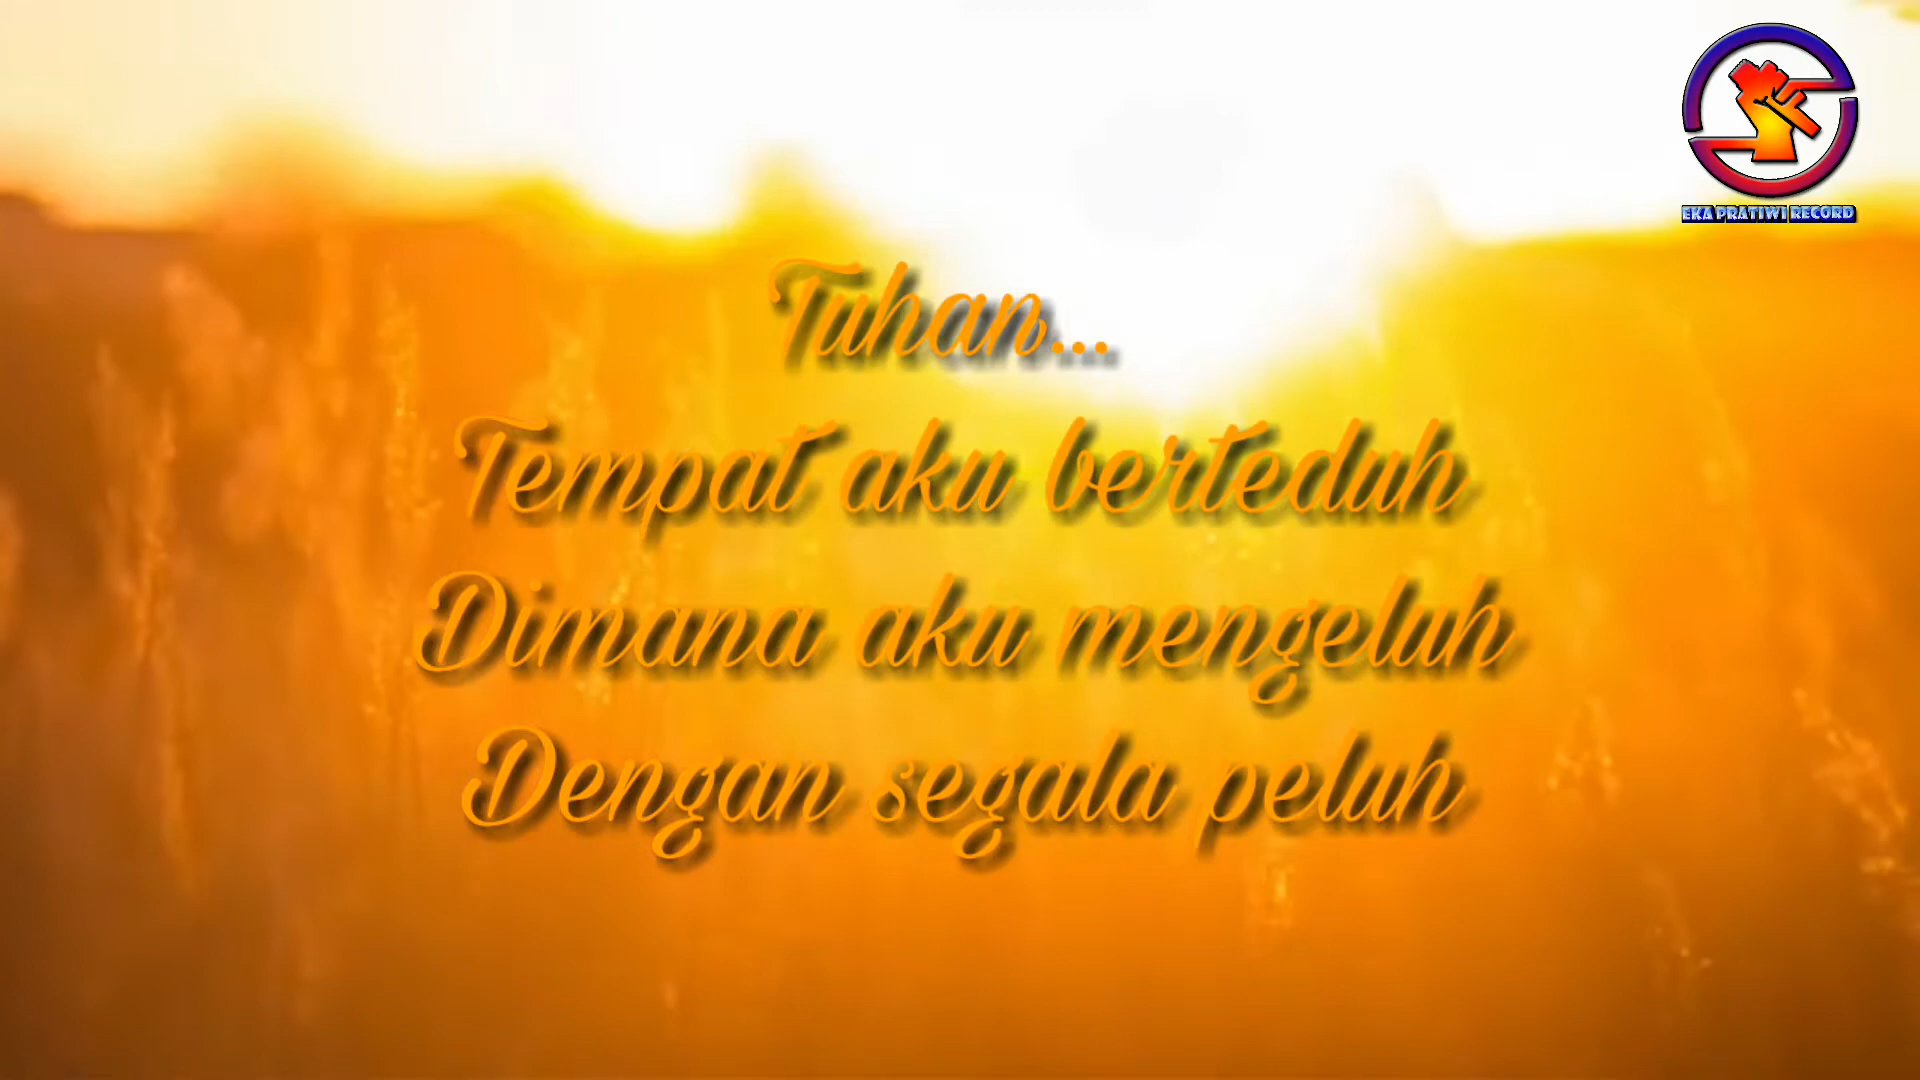 EKA PRATIWI RECORD
Tuhan...
Tempat aku berteduh
Dimana aku mengeluh
Dengan segala peluh